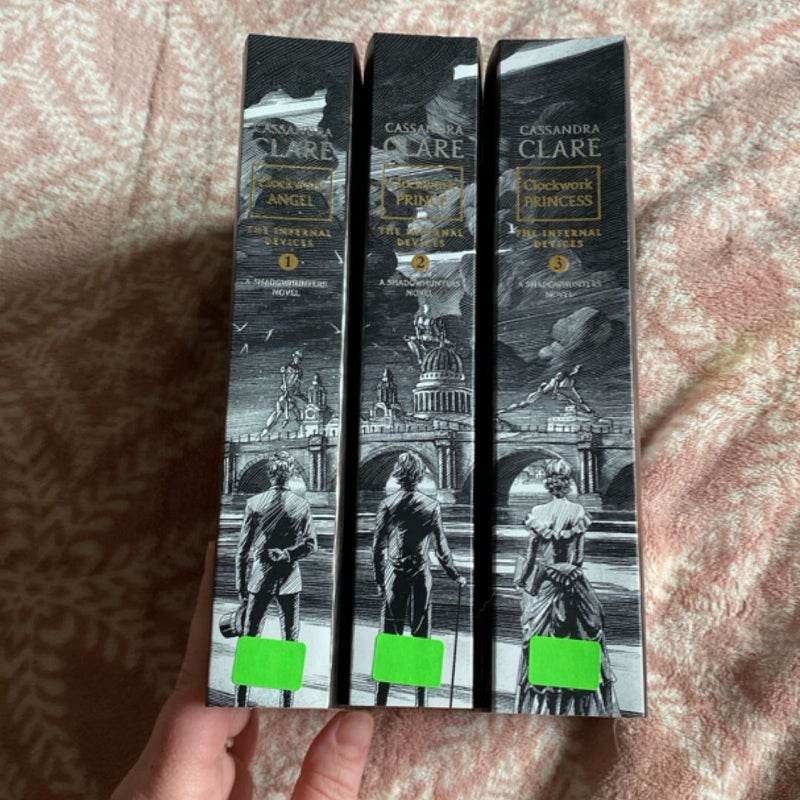 CASSANDRA
CLARE
Clockwork
ANGEL
THE INFERNAL
DEVICES
1
A SHADOWHUNTERS
NOVEL
CASSANDRA
CLARE
Clockwork
PRINCE
THE INFERNAL
DEVICES
2
A SHADOWHUNTERS
NOVEL
CASSANDRA
CLARE
Clockwork
PRINCESS
THE INFERNAL
DEVICES
3
A SHADOWHUNTERS
NOVEL